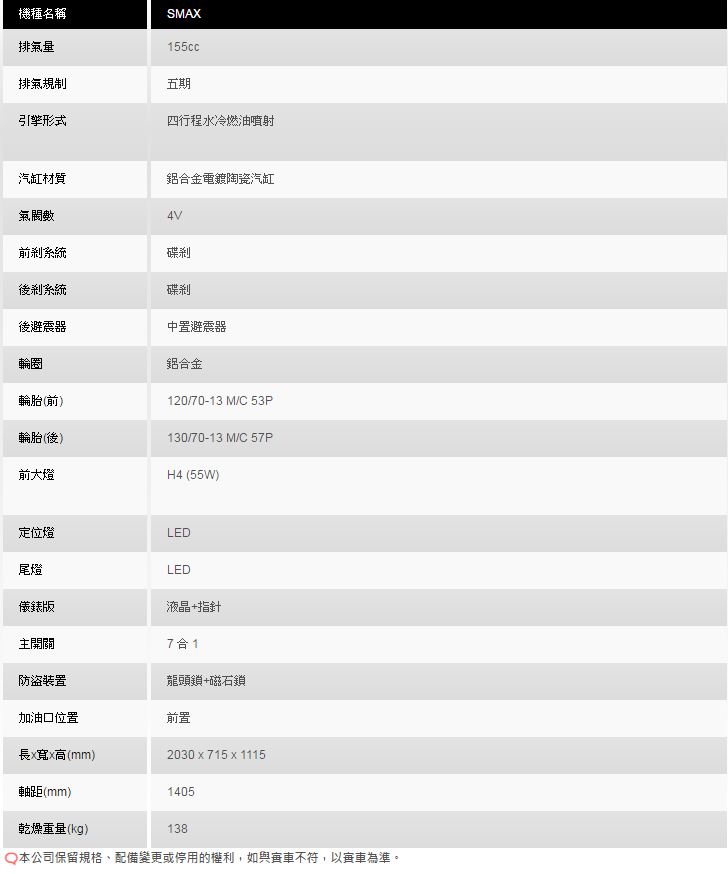 機種名稱 SMAX
排氣量 155cc
排氣規制 五期
引擎形式 四行程水冷燃油噴射
汽缸材質 鋁合金電鍍陶瓷汽缸
氣閥數 4V
前剎系統 碟剎
後剎系統 碟剎
後避震器 中置避震器
輪圈 鋁合金
輪胎(前) 120/70-13 M/C 53P
輪胎(後) 130/70-13 M/C 57P
前大燈 H4 (55W)
定位燈 LED
尾燈 LED
儀錶版 液晶+指針
主開關 7 合 1
防盜裝置 龍頭鎖+磁石鎖
加油口位置 前置
長x寬x高(mm) 2030 x 715 x 1115
軸距(mm) 1405
乾燥重量(kg) 138
本公司保留規格、配備變更或停用的權利，如與實車不符，以實車為準。